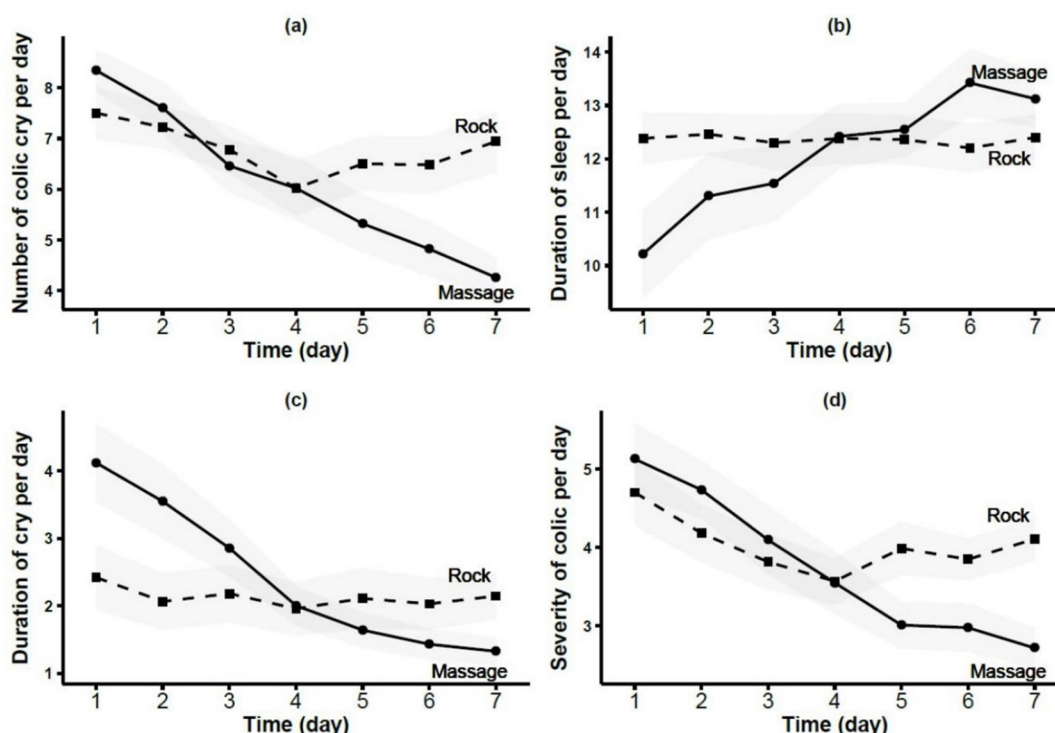 (a)
Number of colic cry per day
8
7
6
5
4
Rock
Massage
1 2 3 4 5 6 7
Time (day)
(b)
Duration of sleep per day
14
13
12
11
10
Massage
Rock
1 2 3 4 5 6 7
Time (day)
(c)
Duration of cry per day
4
3
2
1
Rock
Massage
1 2 3 4 5 6 7
Time (day)
(d)
Severity of colic per day
5
4
3
Rock
Massage
1 2 3 4 5 6 7
Time (day)